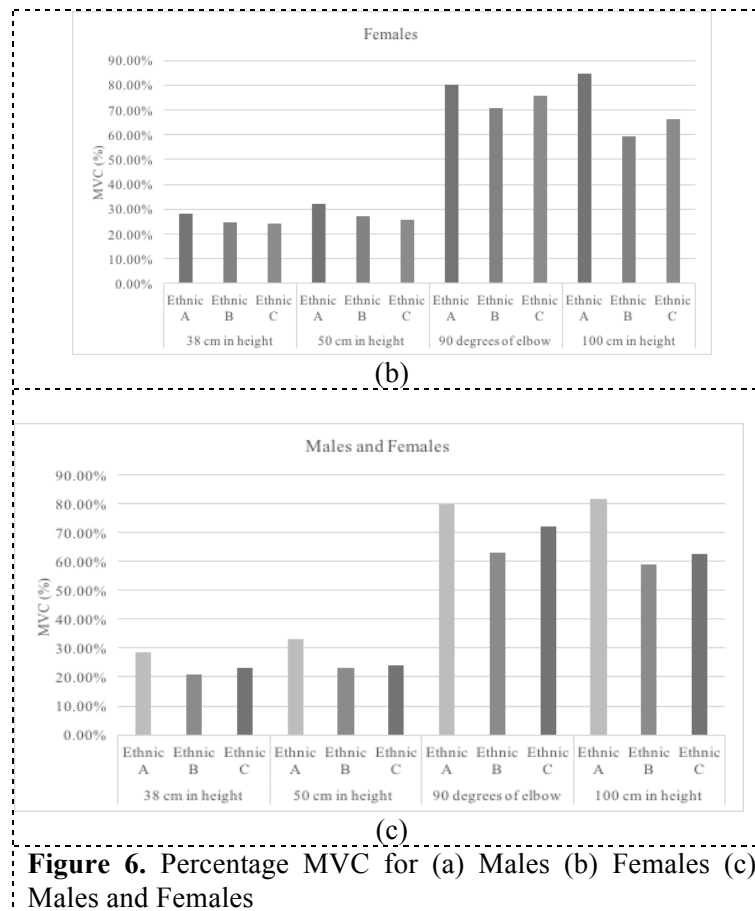 Females
90.00%
80.00%
70.00%
60.00%
50.00%
40.00%
30.00%
20.00%
10.00%
0.00%
MVC (%)
Ethnic Ethnic Ethnic Ethnic Ethnic Ethnic Ethnic Ethnic Ethnic Ethnic Ethnic Ethnic
A B C A B C A B C A B C
38 cm in height 50 cm in height 90 degrees of elbow 100 cm in height
(b)
Males and Females
90.00%
80.00%
70.00%
60.00%
50.00%
40.00%
30.00%
20.00%
10.00%
0.00%
MVC (%)
Ethnic Ethnic Ethnic Ethnic Ethnic Ethnic Ethnic Ethnic Ethnic Ethnic Ethnic Ethnic
A B C A B C A B C A B C
38 cm in height 50 cm in height 90 degrees of elbow 100 cm in height
(c)
Figure 6. Percentage MVC for (a) Males (b) Females (c)
Males and Females